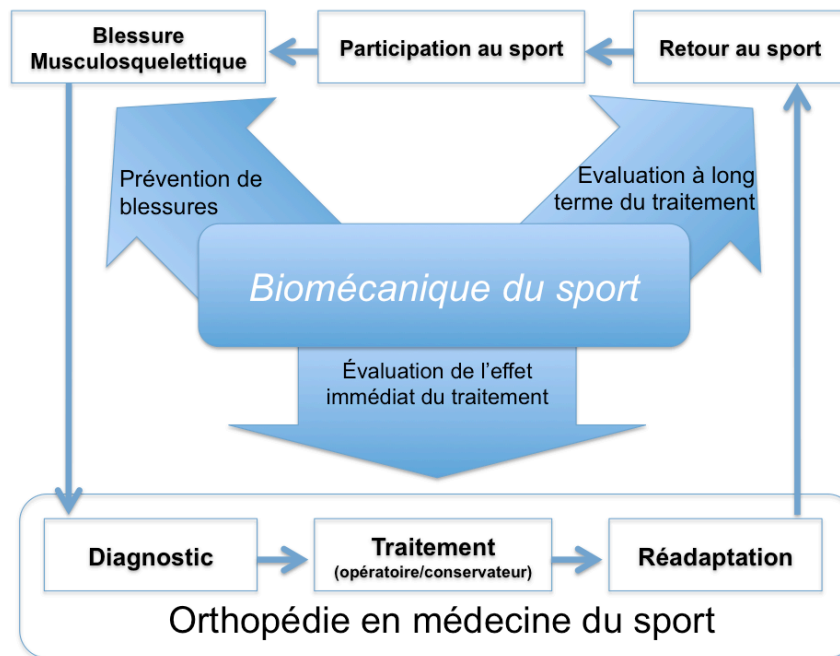 Blessure
Musculosquelettique
Participation au sport
Retour au sport
Prévention de
blessures
Evaluation à long
terme du traitement
Biomécanique du sport
Évaluation de l'effet
immédiat du traitement
Diagnostic
Traitement
(opératoire/conservateur)
Réadaptation
Orthopédie en médecine du sport